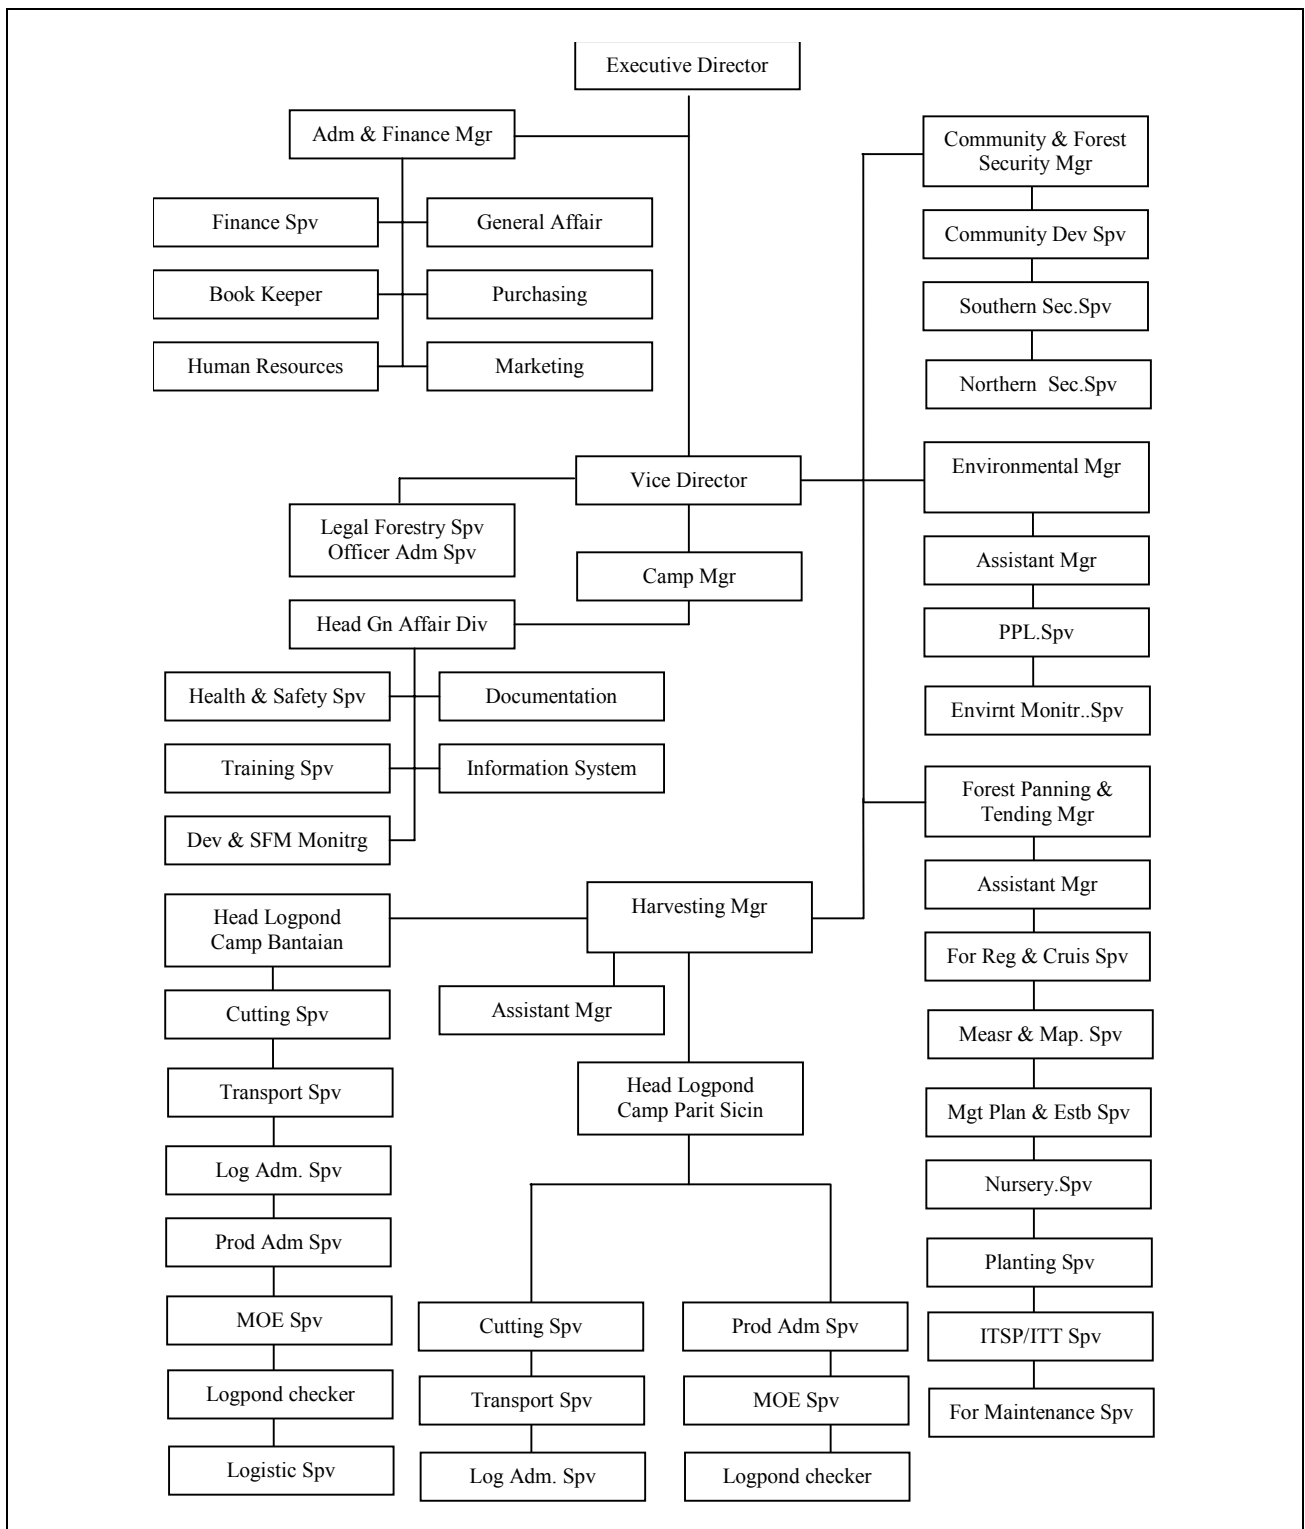 Executive Director
Adm & Finance Mgr
Community & Forest
Security Mgr
Finance Spv
General Affair
Community Dev Spv
Book Keeper
Purchasing
Southern Sec.Spv
Human Resources
Marketing
Northern Sec.Spv
Vice Director
Environmental Mgr
Legal Forestry Spv
Officer Adm Spv
Camp Mgr
Assistant Mgr
Head Gn Affair Div
PPL.Spv
Health & Safety Spv
Documentation
Envirnt Monitr..Spv
Training Spv
Information System
Forest Panning &
Tending Mgr
Dev & SFM Monitrg
Assistant Mgr
Head Logpond
Camp Bantaian
Harvesting Mgr
For Reg & Cruis Spv
Cutting Spv
Assistant Mgr
Measr & Map. Spv
Transport Spv
Head Logpond
Camp Parit Sicin
Mgt Plan & Estb Spv
Log Adm. Spv
Nursery.Spv
Prod Adm Spv
Planting Spv
MOE Spv
Cutting Spv
Prod Adm Spv
ITSP/ITT Spv
Logpond checker
Transport Spv
MOE Spv
For Maintenance Spv
Logistic Spv
Log Adm. Spv
Logpond checker